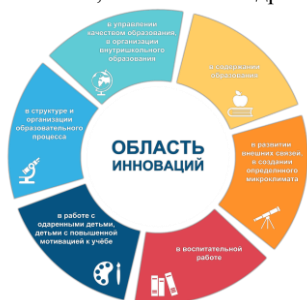 ОБЛАСТЬ
ИННОВАЦИЙ
в управлении
качеством образования,
в организации
внутришкольного
образования
в содержании
образования
в развитии
внешних связей,
в создании
определенного
микроклимата
в воспитательной
работе
в работе с
одаренными детьми,
детьми с повышенной
мотивацией к учёбе
в структуре и
организации
образовательного
процесса